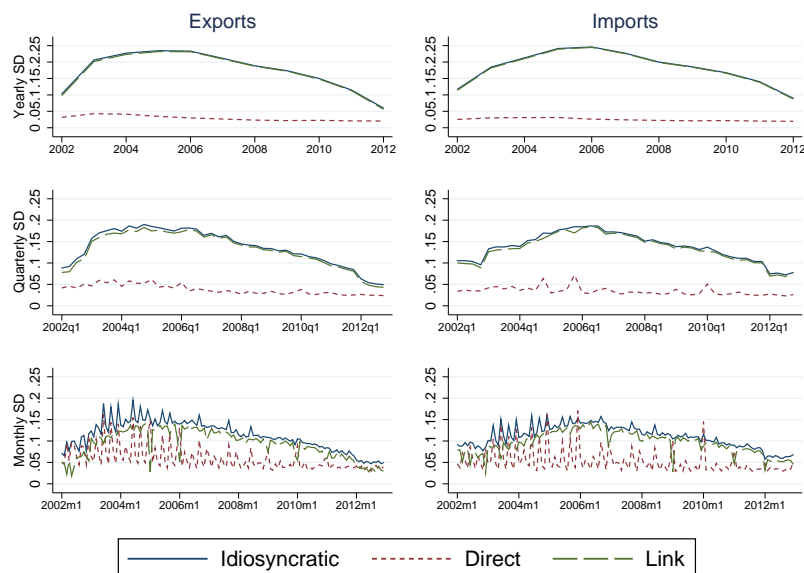 Exports
Imports
Yearly SD
0 .05 .1 .15 .2 .25
2002 2004 2006 2008 2010 2012
0 .05 .1 .15 .2 .25
2002 2004 2006 2008 2010 2012
Quarterly SD
0 .05 .1 .15 .2 .25
2002q1 2004q1 2006q1 2008q1 2010q1 2012q1
0 .05 .1 .15 .2 .25
2002q1 2004q1 2006q1 2008q1 2010q1 2012q1
Monthly SD
0 .05 .1 .15 .2 .25
2002m1 2004m1 2006m1 2008m1 2010m1 2012m1
0 .05 .1 .15 .2 .25
2002m1 2004m1 2006m1 2008m1 2010m1 2012m1
Idiosyncratic Direct Link